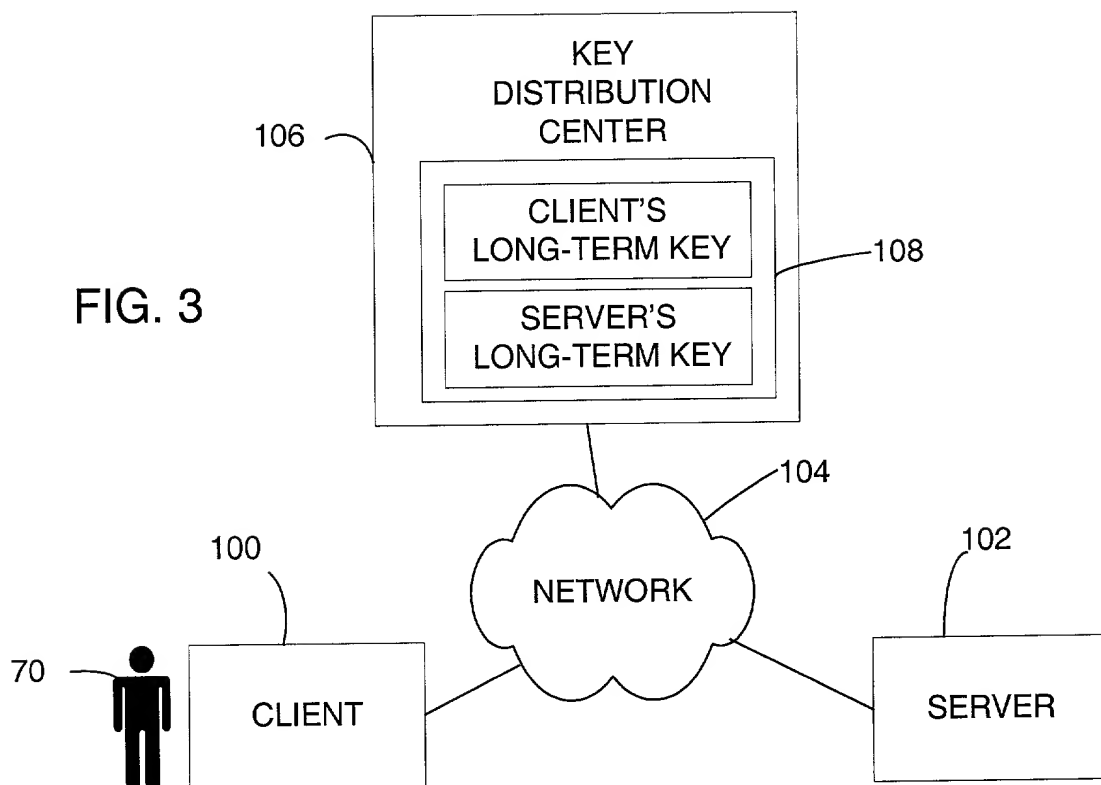 KEY
DISTRIBUTION
CENTER
106
CLIENT'S
LONG-TERM KEY
108
SERVER'S
LONG-TERM KEY
FIG. 3
104
100
102
NETWORK
70
CLIENT
SERVER